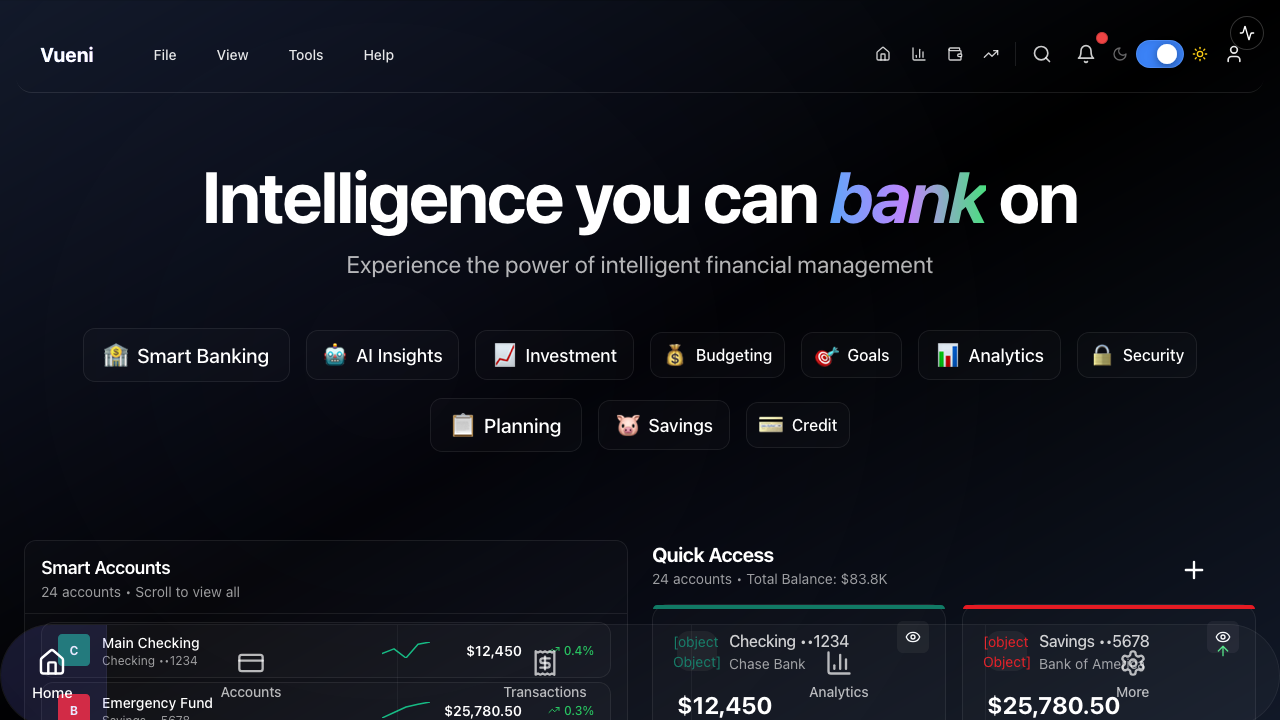 Vueni File View Tools Help
Intelligence you can bank on
Experience the power of intelligent financial management
Smart Banking AI Insights Investment Budgeting Goals Analytics Security
Planning Savings Credit
Smart Accounts
24 accounts • Scroll to view all
C Main Checking $12,450 0.4%
Checking ••1234
B Emergency Fund $25,780.50 0.3%
Savings ••5678
Quick Access
24 accounts • Total Balance: $83.8K
[object Object] Checking ••1234
Chase Bank
$12,450
[object Object] Savings ••5678
Bank of Ame
$25,780.50
Home Accounts Transactions Analytics More